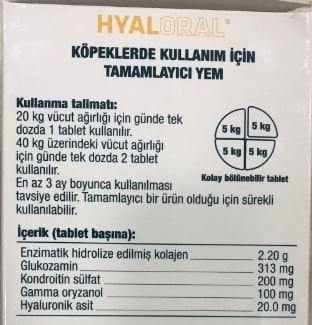 HYALORAL®
KÖPEKLERDE KULLANIM İÇİN
TAMAMLAYICI YEM
Kullanma talimatı:
20 kg vücut ağırlığı için günde tek
dozda 1 tablet kullanılır.
40 kg üzerindeki vücut ağırlığı
için günde tek dozda 2 tablet
kullanılır.
En az 3 ay boyunca kullanılması
tavsiye edilir. Tamamlayıcı bir ürün olduğu için sürekli
kullanılabilir.
5 kg 5 kg
5 kg 5 kg
Kolay bölünebilir tablet
İçerik (tablet başına):
Enzimatik hidrolize edilmiş kolajen 2.20 g
Glukozamin 313 mg
Kondroitin sülfat 200 mg
Gamma oryzanol 100 mg
Hyaluronik asit 20.0 mg